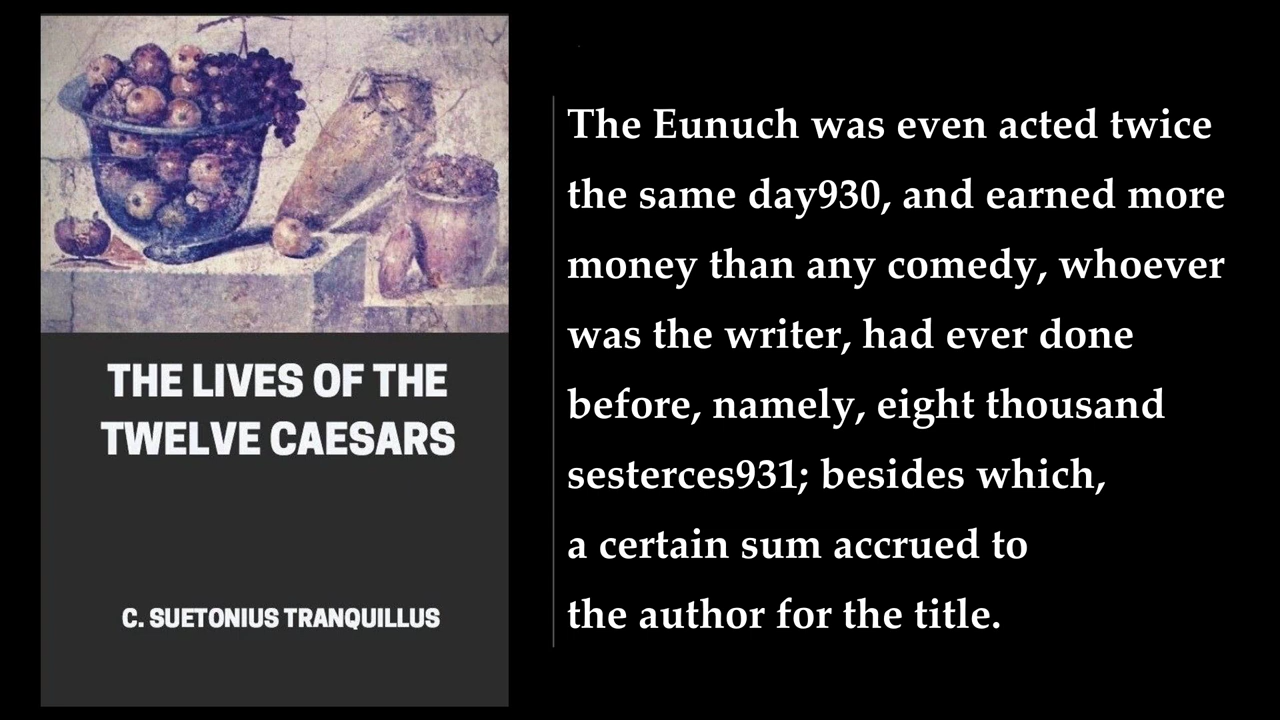 THE LIVES OF THE
TWELVE CAESARS
C. SUETONIUS TRANQUILLUS
The Eunuch was even acted twice
the same day930, and earned more
money than any comedy, whoever
was the writer, had ever done
before, namely, eight thousand
sesterces931; besides which,
a certain sum accrued to
the author for the title.